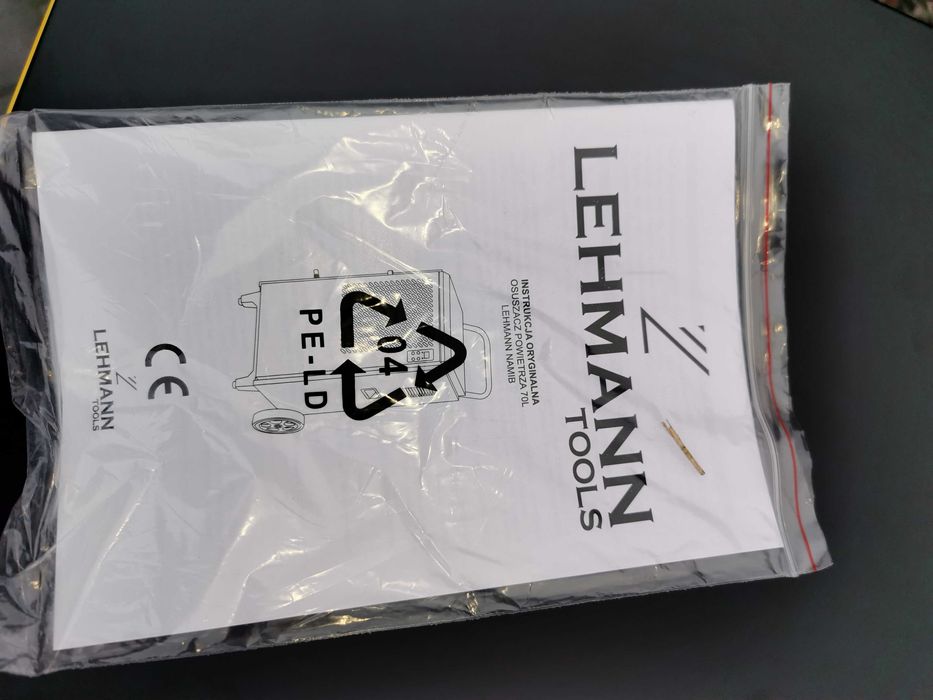 LEHMANN
TOOLS
INSTRUKCJA ORYGINALNA
OSUSZACZ POWIETRZA 70L
LEHMANN NAMIB
04
PE-LD
CE
LEHMANN
TOOLS